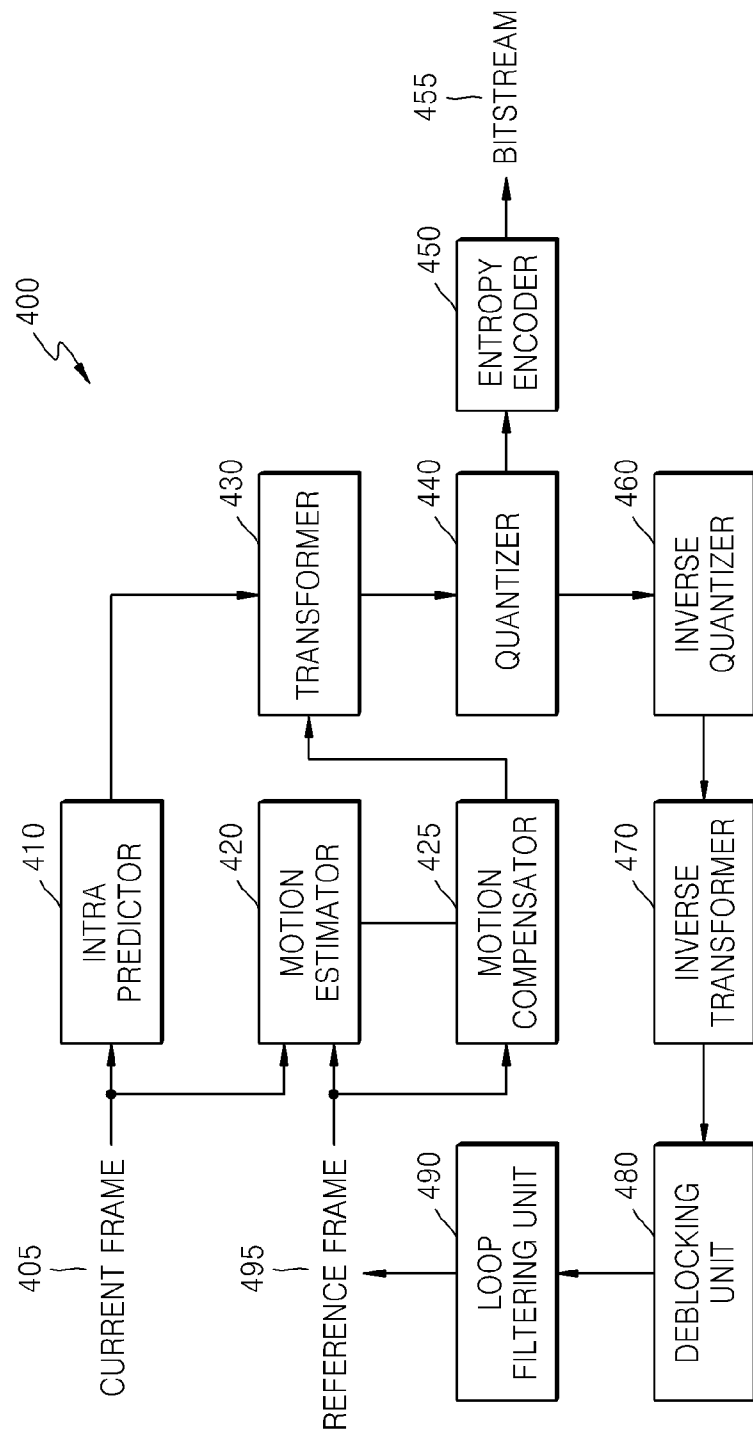 400
405
CURRENT FRAME
410
INTRA
PREDICTOR
495
REFERENCE FRAME
420
MOTION
ESTIMATOR
425
MOTION
COMPENSATOR
430
TRANSFORMER
440
QUANTIZER
450
ENTROPY
ENCODER
455
BITSTREAM
460
INVERSE
QUANTIZER
470
INVERSE
TRANSFORMER
480
DEBLOCKING
UNIT
490
LOOP
FILTERING UNIT